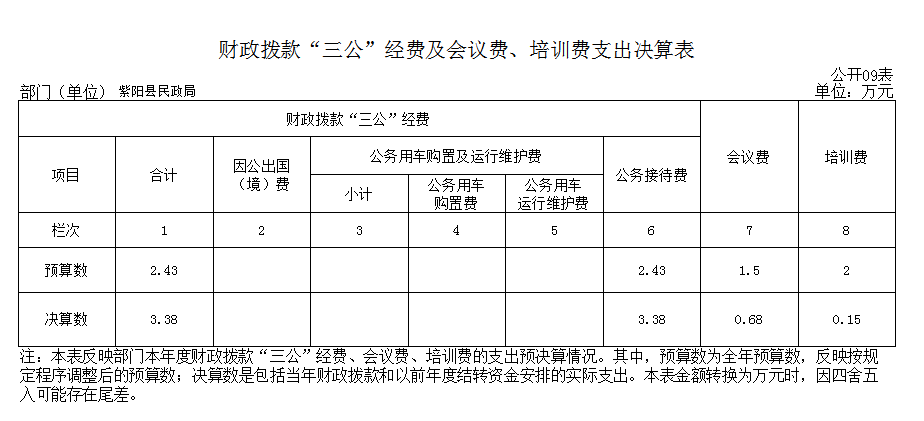 财政拨款“三公”经费及会议费、培训费支出决算表
公开09表
部门（单位） 紫阳县民政局 单位：万元
财政拨款“三公”经费 会议费 培训费
项目 合计 因公出国（境）费 公务用车购置及运行维护费 公务接待费
小计 公务用车购置费 公务用车运行维护费
栏次 1 2 3 4 5 6 7 8
预算数 2.43 2.43 1.5 2
决算数 3.38 3.38 0.68 0.15
注：本表反映部门本年度财政拨款“三公”经费、会议费、培训费的支出预决算情况。其中，预算数为全年预算数，反映按规
定程序调整后的预算数；决算数是包括当年财政拨款和以前年度结转资金安排的实际支出。本表金额转换为万元时，因四舍五
入可能存在尾差。